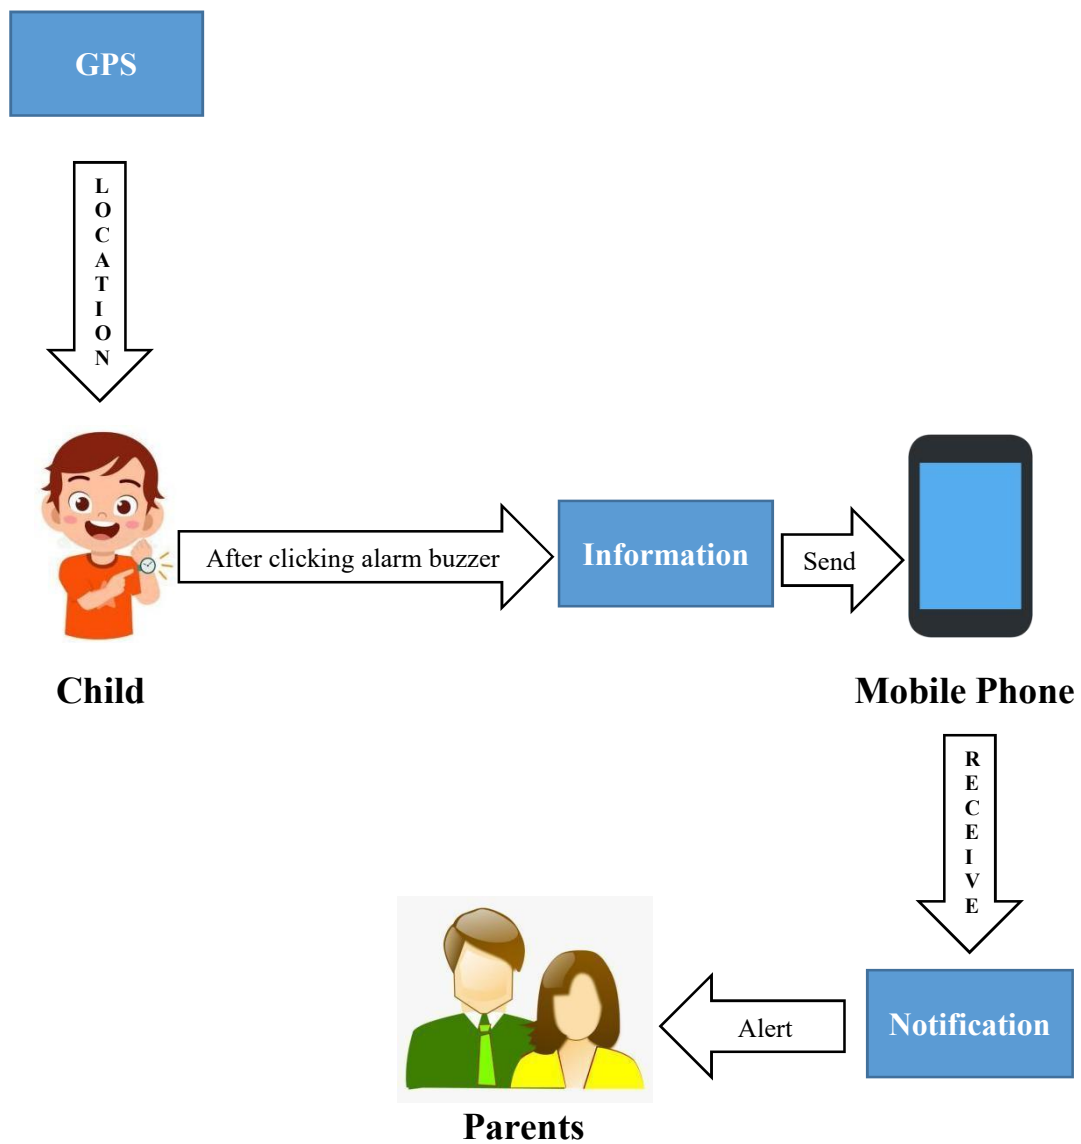 GPS
LOCATION
After clicking alarm buzzer
Information
Send
Child
Mobile Phone
RECEIVE
Alert
Notification
Parents